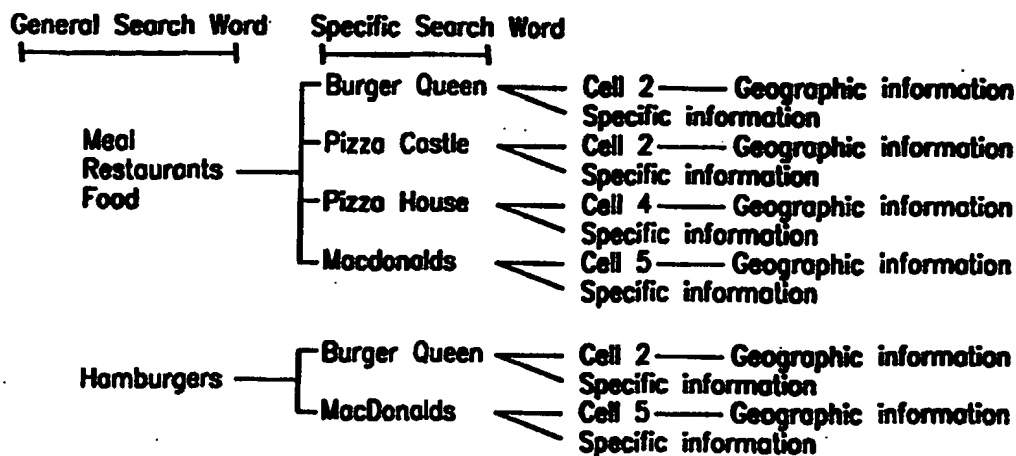 General Search Word Specific Search Word
Burger Queen Cell 2 Geographic information
Specific information
Meal
Restaurants
Food
Pizza Castle Cell 2 Geographic information
Specific information
Pizza House Cell 4 Geographic information
Specific information
Macdonalds Cell 5 Geographic information
Specific information
Hamburgers
Burger Queen Cell 2 Geographic information
Specific information
MacDonalds Cell 5 Geographic information
Specific information